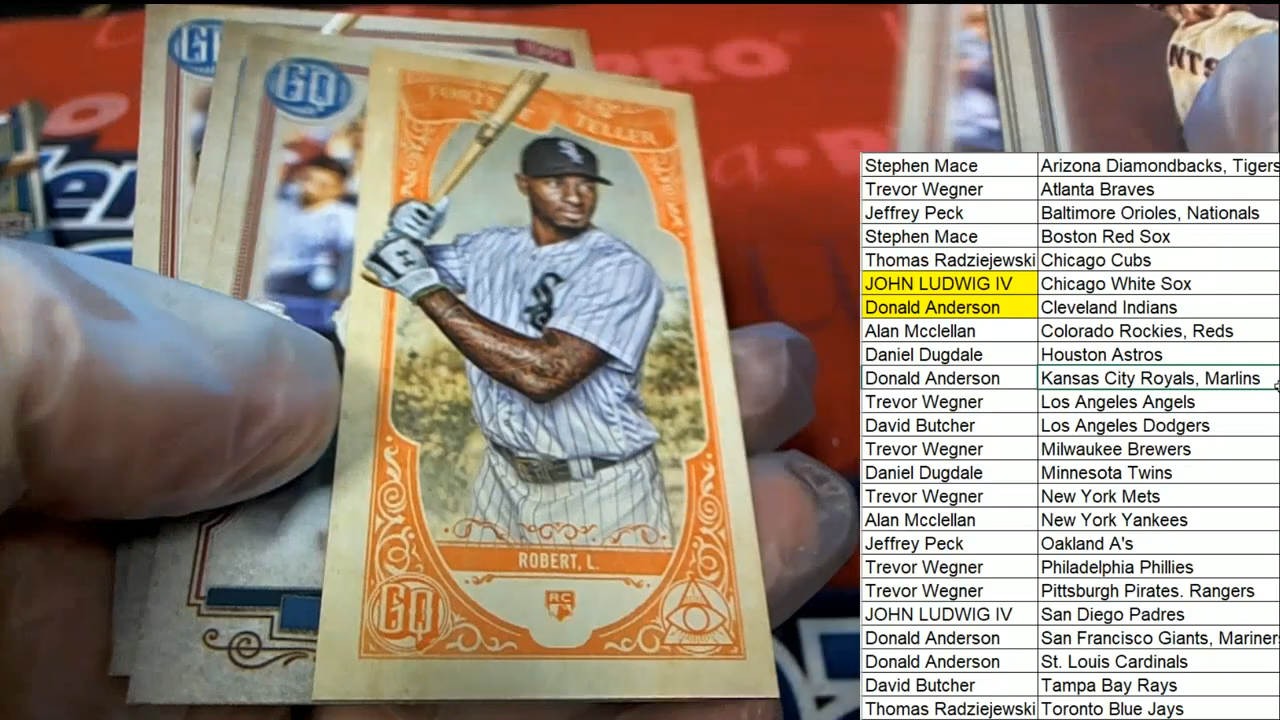 GQ
GQ
TOPPS
PRO
FORTUNE TELLER
ROBERT, L.
RC
GQ
NTS
Stephen Mace Arizona Diamondbacks, Tigers
Trevor Wegner Atlanta Braves
Jeffrey Peck Baltimore Orioles, Nationals
Stephen Mace Boston Red Sox
Thomas Radziejewski Chicago Cubs
JOHN LUDWIG IV Chicago White Sox
Donald Anderson Cleveland Indians
Alan Mcclellan Colorado Rockies, Reds
Daniel Dugdale Houston Astros
Donald Anderson Kansas City Royals, Marlins
Trevor Wegner Los Angeles Angels
David Butcher Los Angeles Dodgers
Trevor Wegner Milwaukee Brewers
Daniel Dugdale Minnesota Twins
Trevor Wegner New York Mets
Alan Mcclellan New York Yankees
Jeffrey Peck Oakland A's
Trevor Wegner Philadelphia Phillies
Trevor Wegner Pittsburgh Pirates. Rangers
JOHN LUDWIG IV San Diego Padres
Donald Anderson San Francisco Giants, Mariner
Donald Anderson St. Louis Cardinals
David Butcher Tampa Bay Rays
Thomas Radziejewski Toronto Blue Jays